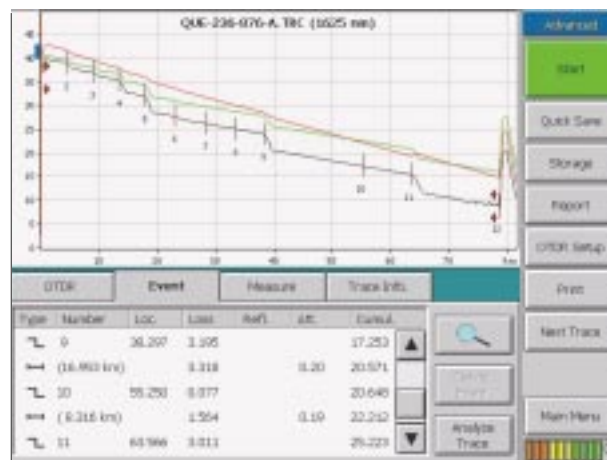 QUE-236-076-A.TRC (1625 nm)
Advanced
Start
Quick Save
Storage
Report
OTDR Setup
Print
Next Trace
Main Menu
OTDR Event Measure Trace Info.
Type Number Loc. Loss Refl. Att. Cumul.
9 38.297 3.195 17.253
(16.953 km) 3.318 0.20 20.571
10 55.250 0.077 20.648
( 8.316 km) 1.564 0.19 22.212
11 63.566 3.011 25.223
Analyze
Trace